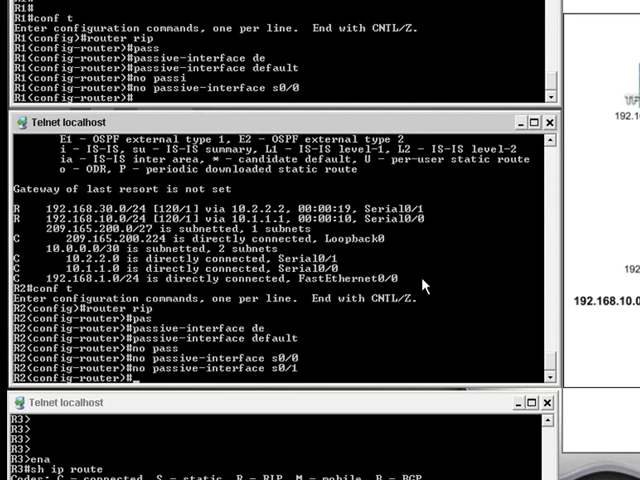 R1#
R1#conf t
Enter configuration commands, one per line.  End with CNTL/Z.
R1(config)#router rip
R1(config-router)#pass
R1(config-router)#passive-interface de
R1(config-router)#passive-interface default
R1(config-router)#no passi
R1(config-router)#no passive-interface s0/0
R1(config-router)#
Telnet localhost
E1 - OSPF external type 1, E2 - OSPF external type 2
i - IS-IS, su - IS-IS summary, L1 - IS-IS level-1, L2 - IS-IS level-2
ia - IS-IS inter area, * - candidate default, U - per-user static route
o - ODR, P - periodic downloaded static route
Gateway of last resort is not set
R    192.168.30.0/24 [120/1] via 10.2.2.2, 00:00:19, Serial0/1
R    192.168.10.0/24 [120/1] via 10.1.1.1, 00:00:10, Serial0/0
209.165.200.0/27 is subnetted, 1 subnets
C       209.165.200.224 is directly connected, Loopback0
10.0.0.0/30 is subnetted, 2 subnets
C       10.2.2.0 is directly connected, Serial0/1
C       10.1.1.0 is directly connected, Serial0/0
C    192.168.1.0/24 is directly connected, FastEthernet0/0
R2#conf t
Enter configuration commands, one per line.  End with CNTL/Z.
R2(config)#router rip
R2(config-router)#pas
R2(config-router)#passive-interface de
R2(config-router)#passive-interface default
R2(config-router)#no pass
R2(config-router)#no passive-interface s0/0
R2(config-router)#no passive-interface s0/1
R2(config-router)#_
Telnet localhost
R3>
R3>
R3>
R3>
R3>ena
R3#sh ip route
Codes: C - connected, S - static, R - RIP, M - mobile, B - BGP
TF
192.1
192
192.168.10.0